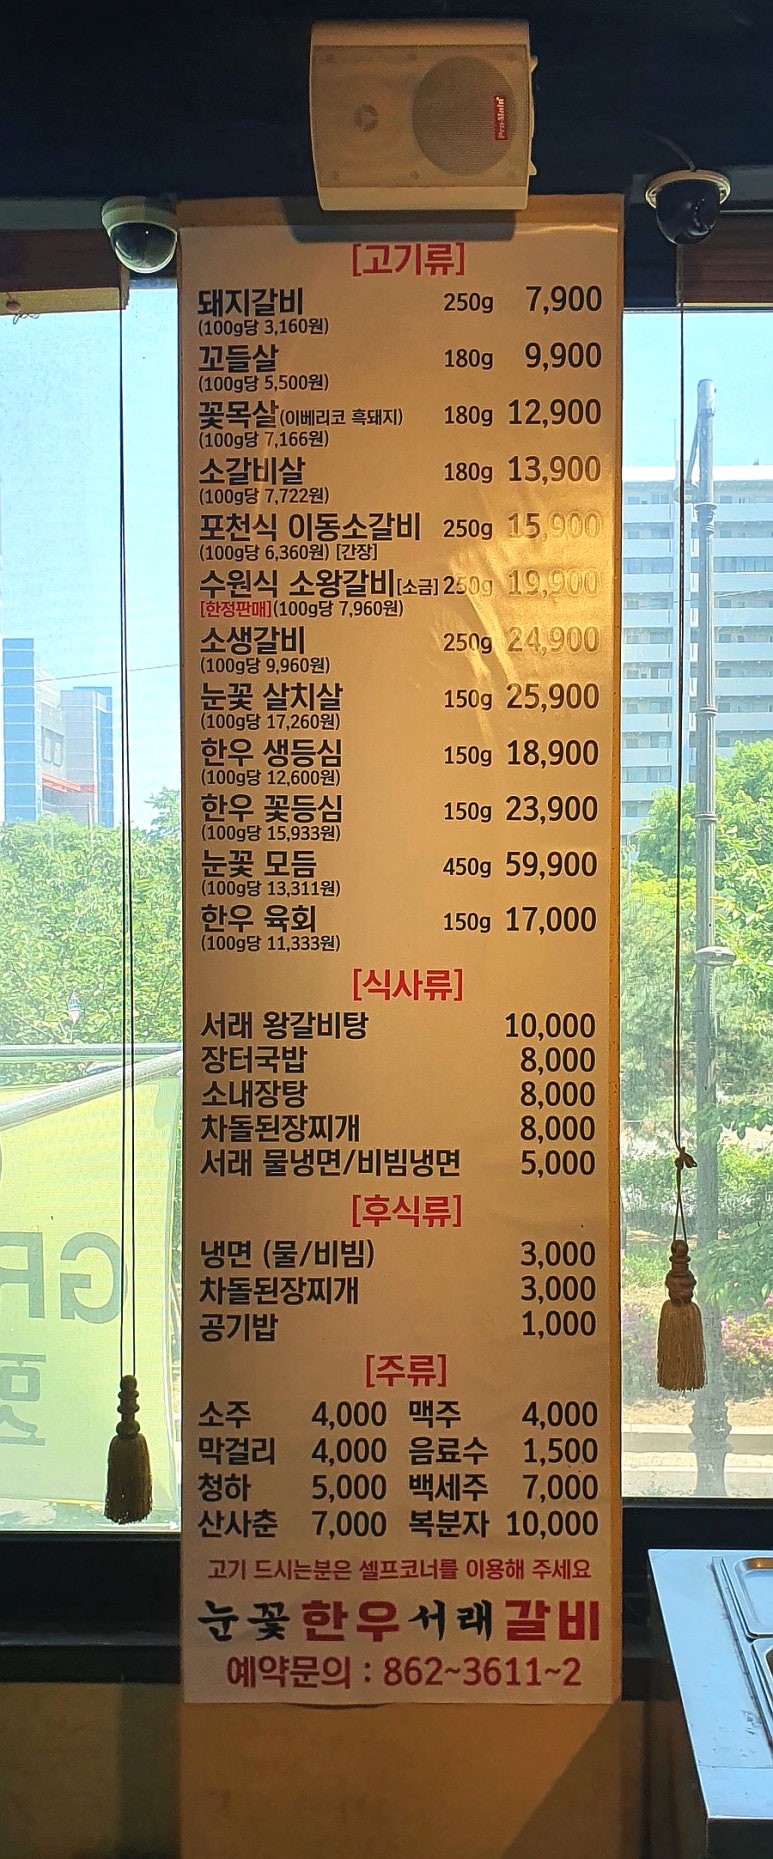 Pro-Main
[고기류]
돼지갈비 250g 7,900
(100g당 3,160원)
꼬들살 180g 9,900
(100g당 5,500원)
꽃목살(이베리코 흑돼지) 180g 12,900
(100g당 7,166원)
소갈비살 180g 13,900
(100g당 7,722원)
포천식 이동소갈비 250g 15,900
(100g당 6,360원) [간장]
수원식 소왕갈비[소금] 250g 19,900
[한정판매](100g당 7,960원)
소생갈비 250g 24,900
(100g당 9,960원)
눈꽃 살치살 150g 25,900
(100g당 17,260원)
한우 생등심 150g 18,900
(100g당 12,600원)
한우 꽃등심 150g 23,900
(100g당 15,933원)
눈꽃 모듬 450g 59,900
(100g당 13,311원)
한우 육회 150g 17,000
(100g당 11,333원)
[식사류]
서래 왕갈비탕 10,000
장터국밥 8,000
소내장탕 8,000
차돌된장찌개 8,000
서래 물냉면/비빔냉면 5,000
[후식류]
냉면 (물/비빔) 3,000
차돌된장찌개 3,000
공기밥 1,000
[주류]
소주 4,000 맥주 4,000
막걸리 4,000 음료수 1,500
청하 5,000 백세주 7,000
산사춘 7,000 복분자 10,000
고기 드시는분은 셀프코너를 이용해 주세요
눈꽃한우서래갈비
예약문의 : 862~3611~2